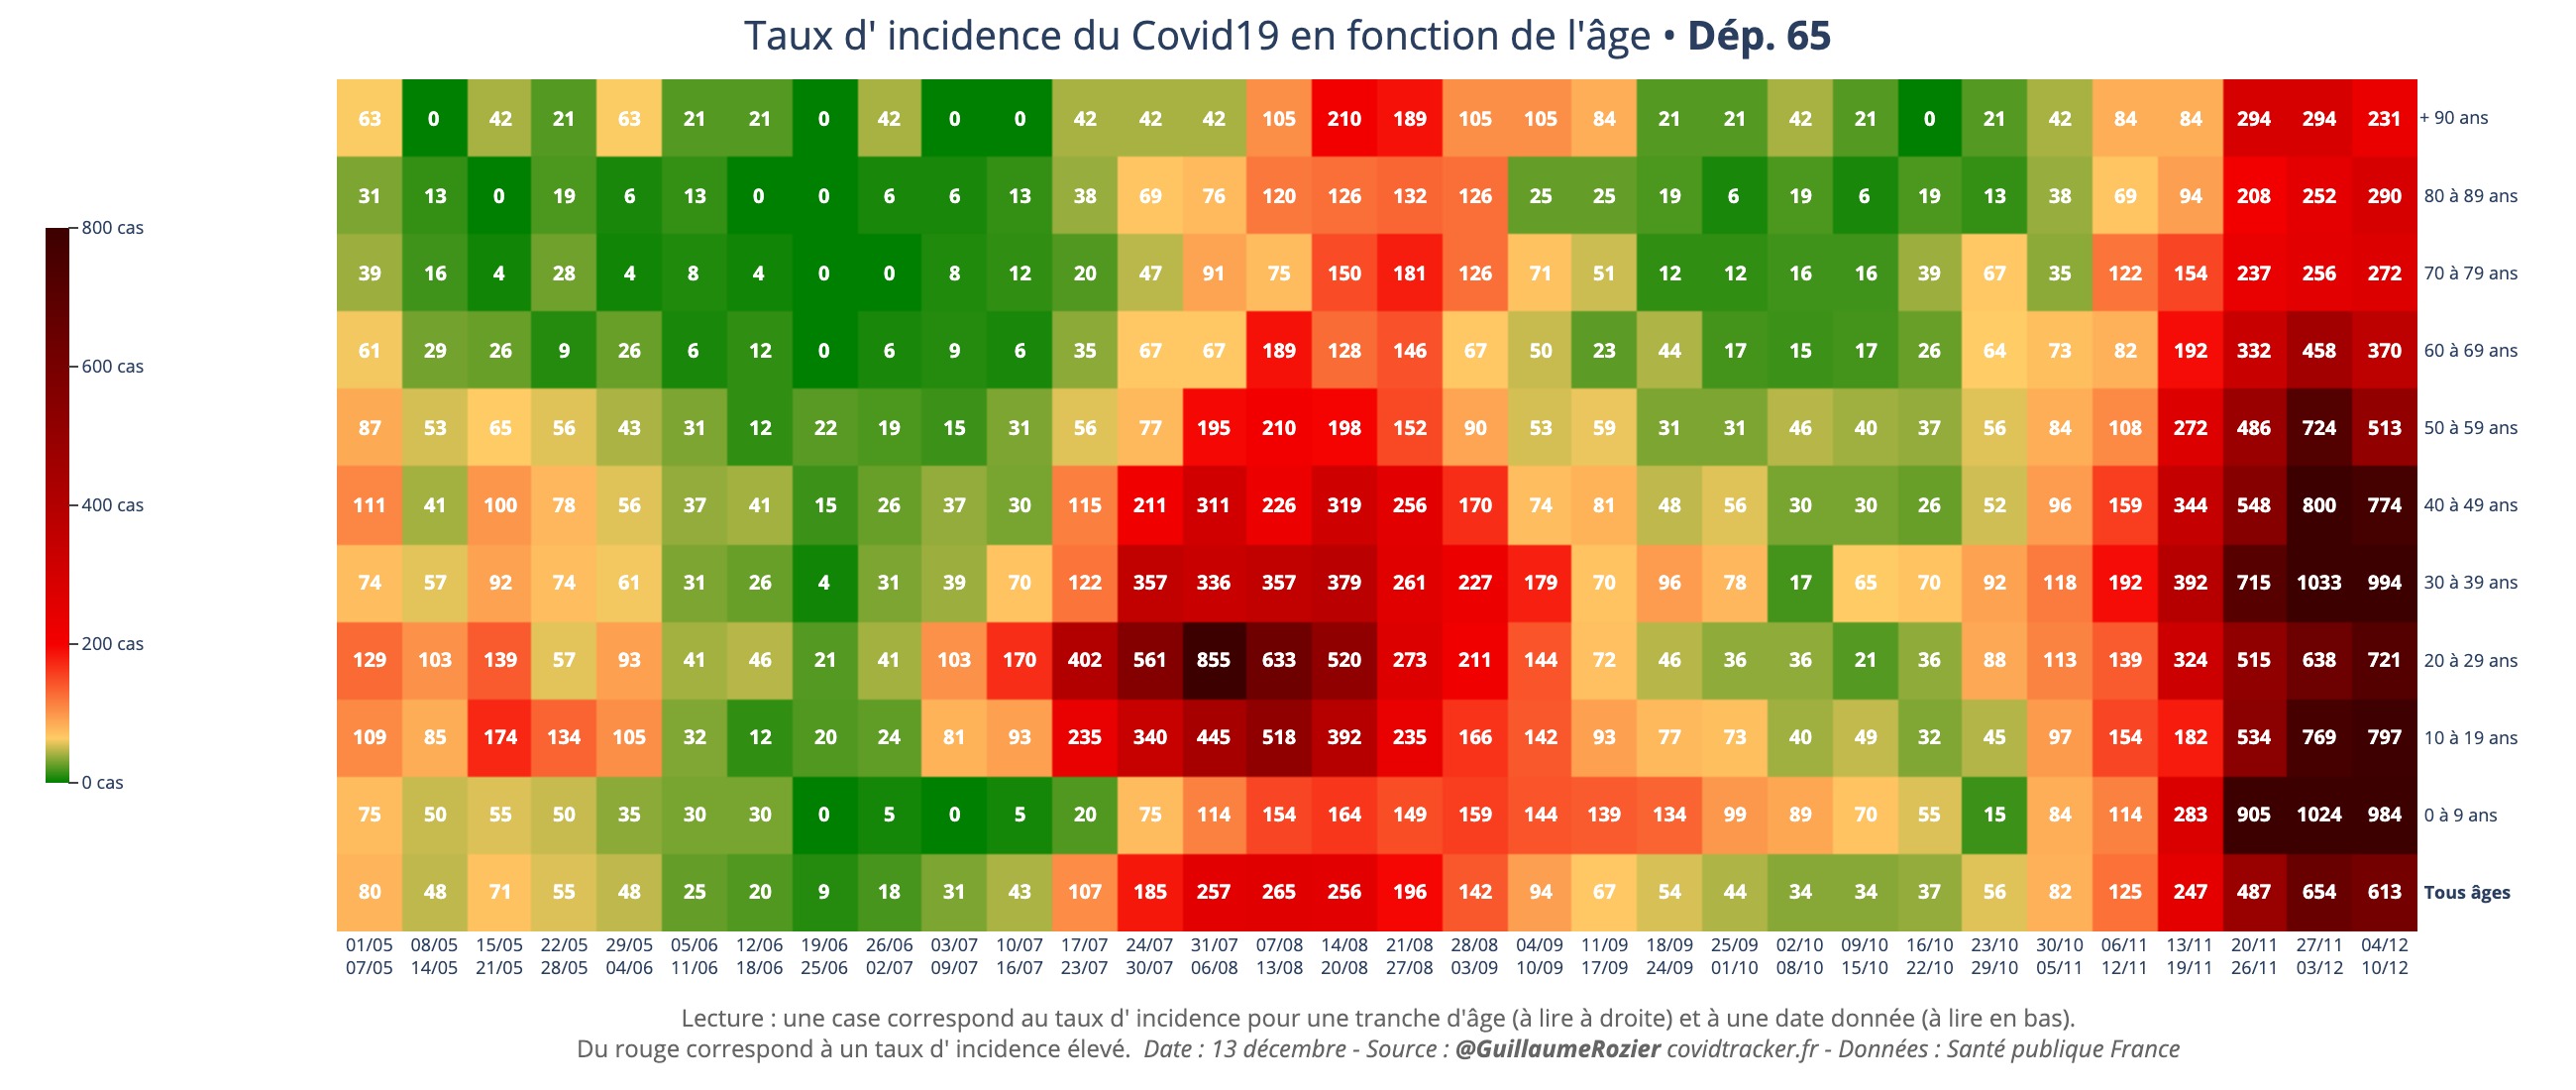 Taux d' incidence du Covid19 en fonction de l'âge • Dép. 65
63 0 42 21 63 21 21 0 42 0 0 42 42 42 105 210 189 105 105 84 21 21 42 21 0 21 42 84 84 294 294 231 + 90 ans
31 13 0 19 6 13 0 0 6 6 13 38 69 76 120 126 132 126 25 25 19 6 19 6 19 13 38 69 94 208 252 290 80 à 89 ans
39 16 4 28 4 8 4 0 0 8 12 20 47 91 75 150 181 126 71 51 12 12 16 16 39 67 35 122 154 237 256 272 70 à 79 ans
61 29 26 9 26 6 12 0 6 9 6 35 67 67 189 128 146 67 50 23 44 17 15 17 26 64 73 82 192 332 458 370 60 à 69 ans
87 53 65 56 43 31 12 22 19 15 31 56 77 195 210 198 152 90 53 59 31 31 46 40 37 56 84 108 272 486 724 513 50 à 59 ans
111 41 100 78 56 37 41 15 26 37 30 115 211 311 226 319 256 170 74 81 48 56 30 30 26 52 96 159 344 548 800 774 40 à 49 ans
74 57 92 74 61 31 26 4 31 39 70 122 357 336 357 379 261 227 179 70 96 78 17 65 70 92 118 192 392 715 1033 994 30 à 39 ans
129 103 139 57 93 41 46 21 41 103 170 402 561 855 633 520 273 211 144 72 46 36 36 21 36 88 113 139 324 515 638 721 20 à 29 ans
109 85 174 134 105 32 12 20 24 81 93 235 340 445 518 392 235 166 142 93 77 73 40 49 32 45 97 154 182 534 769 797 10 à 19 ans
75 50 55 50 35 30 30 0 5 0 5 20 75 114 154 164 149 159 144 139 134 99 89 70 55 15 84 114 283 905 1024 984 0 à 9 ans
80 48 71 55 48 25 20 9 18 31 43 107 185 257 265 256 196 142 94 67 54 44 34 34 37 56 82 125 247 487 654 613 Tous âges
01/05 08/05 15/05 22/05 29/05 05/06 12/06 19/06 26/06 03/07 10/07 17/07 24/07 31/07 07/08 14/08 21/08 28/08 04/09 11/09 18/09 25/09 02/10 09/10 16/10 23/10 30/10 06/11 13/11 20/11 27/11 04/12
07/05 14/05 21/05 28/05 04/06 11/06 18/06 25/06 02/07 09/07 16/07 23/07 30/07 06/08 13/08 20/08 27/08 03/09 10/09 17/09 24/09 01/10 08/10 15/10 22/10 29/10 05/11 12/11 19/11 26/11 03/12 10/12
800 cas
600 cas
400 cas
200 cas
0 cas
Lecture : une case correspond au taux d' incidence pour une tranche d'âge (à lire à droite) et à une date donnée (à lire en bas).
Du rouge correspond à un taux d' incidence élevé. Date : 13 décembre - Source : @GuillaumeRozier covidtracker.fr - Données : Santé publique France